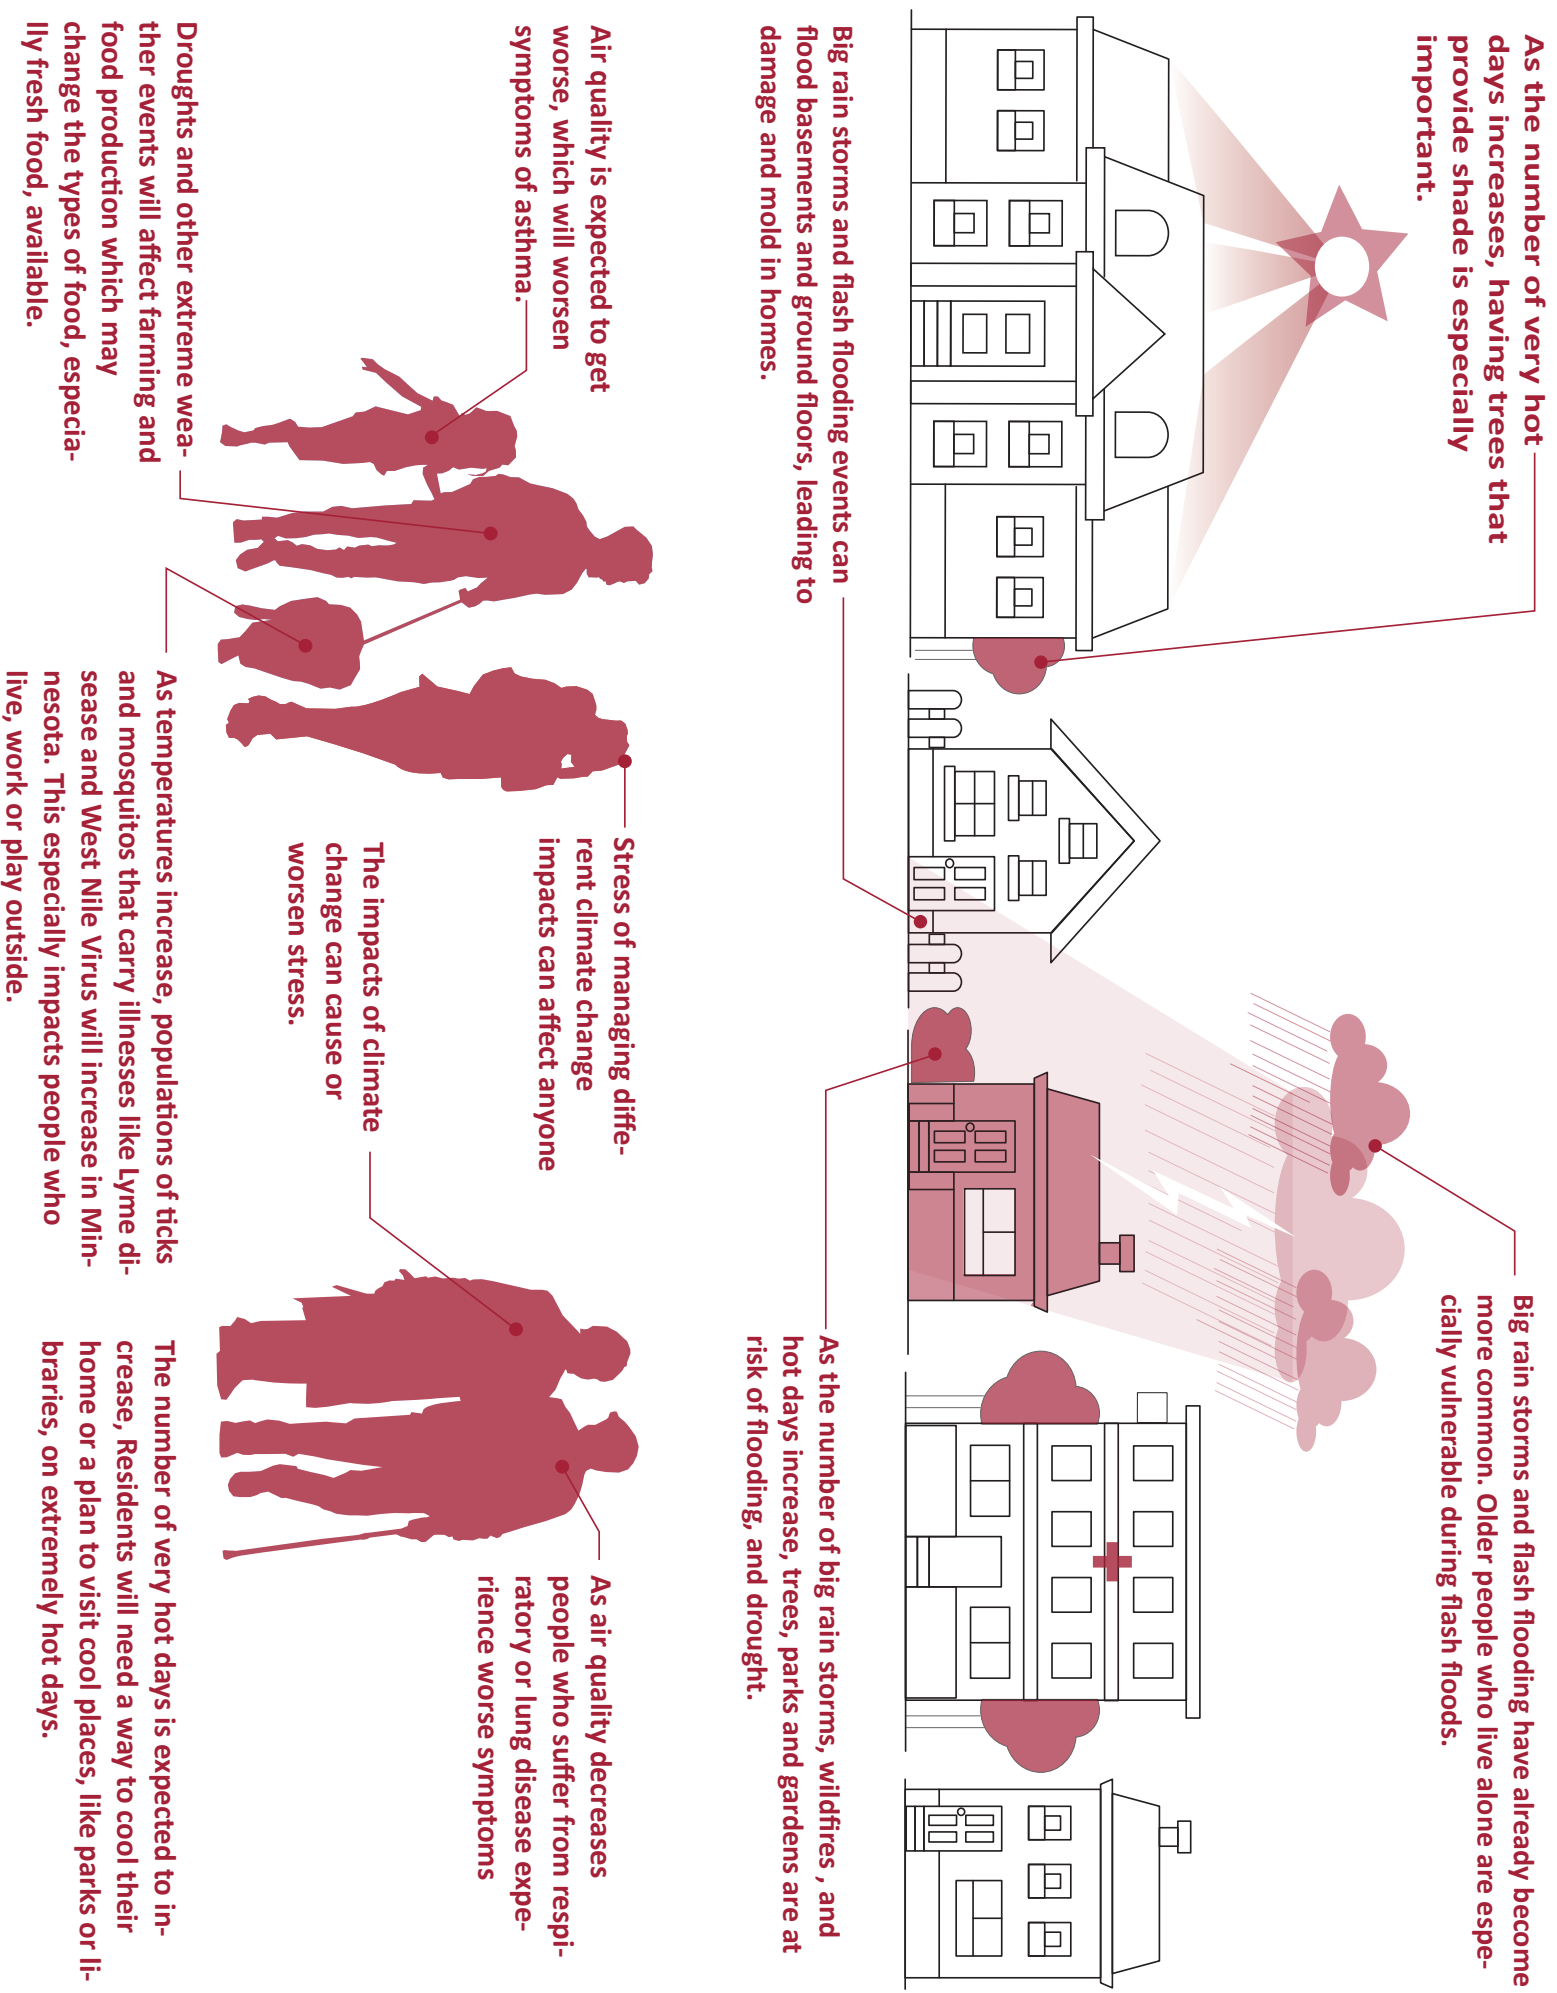 As the number of very hot
days increases, having trees that
provide shade is especially
important.
Big rain storms and flash flooding have already become
more common. Older people who live alone are espe-
cially vulnerable during flash floods.
Big rain storms and flash flooding events can
flood basements and ground floors, leading to
damage and mold in homes.
As the number of big rain storms, wildfires , and
hot days increase, trees, parks and gardens are at
risk of flooding, and drought.
Air quality is expected to get
worse, which will worsen
symptoms of asthma.
Stress of managing diffe-
rent climate change
impacts can affect anyone
As air quality decreases
people who suffer from respi-
ratory or lung disease expe-
rience worse symptoms
The impacts of climate
change can cause or
worsen stress.
Droughts and other extreme wea-
ther events will affect farming and
food production which may
change the types of food, especia-
lly fresh food, available.
As temperatures increase, populations of ticks
and mosquitos that carry illnesses like Lyme di-
sease and West Nile Virus will increase in Min-
nesota. This especially impacts people who
live, work or play outside.
The number of very hot days is expected to in-
crease, Residents will need a way to cool their
home or a plan to visit cool places, like parks or li-
braries, on extremely hot days.